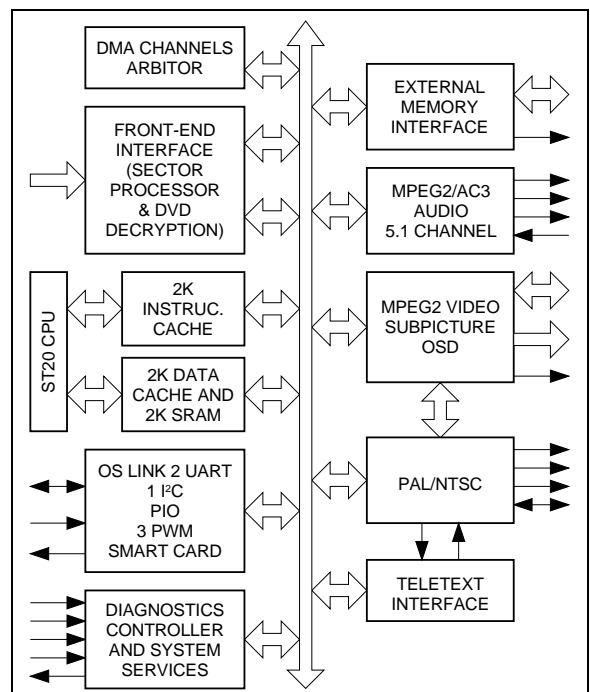 DMA CHANNELS
ARBITOR
FRONT-END
INTERFACE
(SECTOR
PROCESSOR
& DVD
DECRYPTION)
ST20 CPU
2K
INSTRUC.
CACHE
2K DATA
CACHE AND
2K SRAM
OS LINK 2 UART
1 I²C
PIO
3 PWM
SMART CARD
DIAGNOSTICS
CONTROLLER
AND SYSTEM
SERVICES
EXTERNAL
MEMORY
INTERFACE
MPEG2/AC3
AUDIO
5.1 CHANNEL
MPEG2 VIDEO
SUBPICTURE
OSD
PAL/NTSC
TELETEXT
INTERFACE